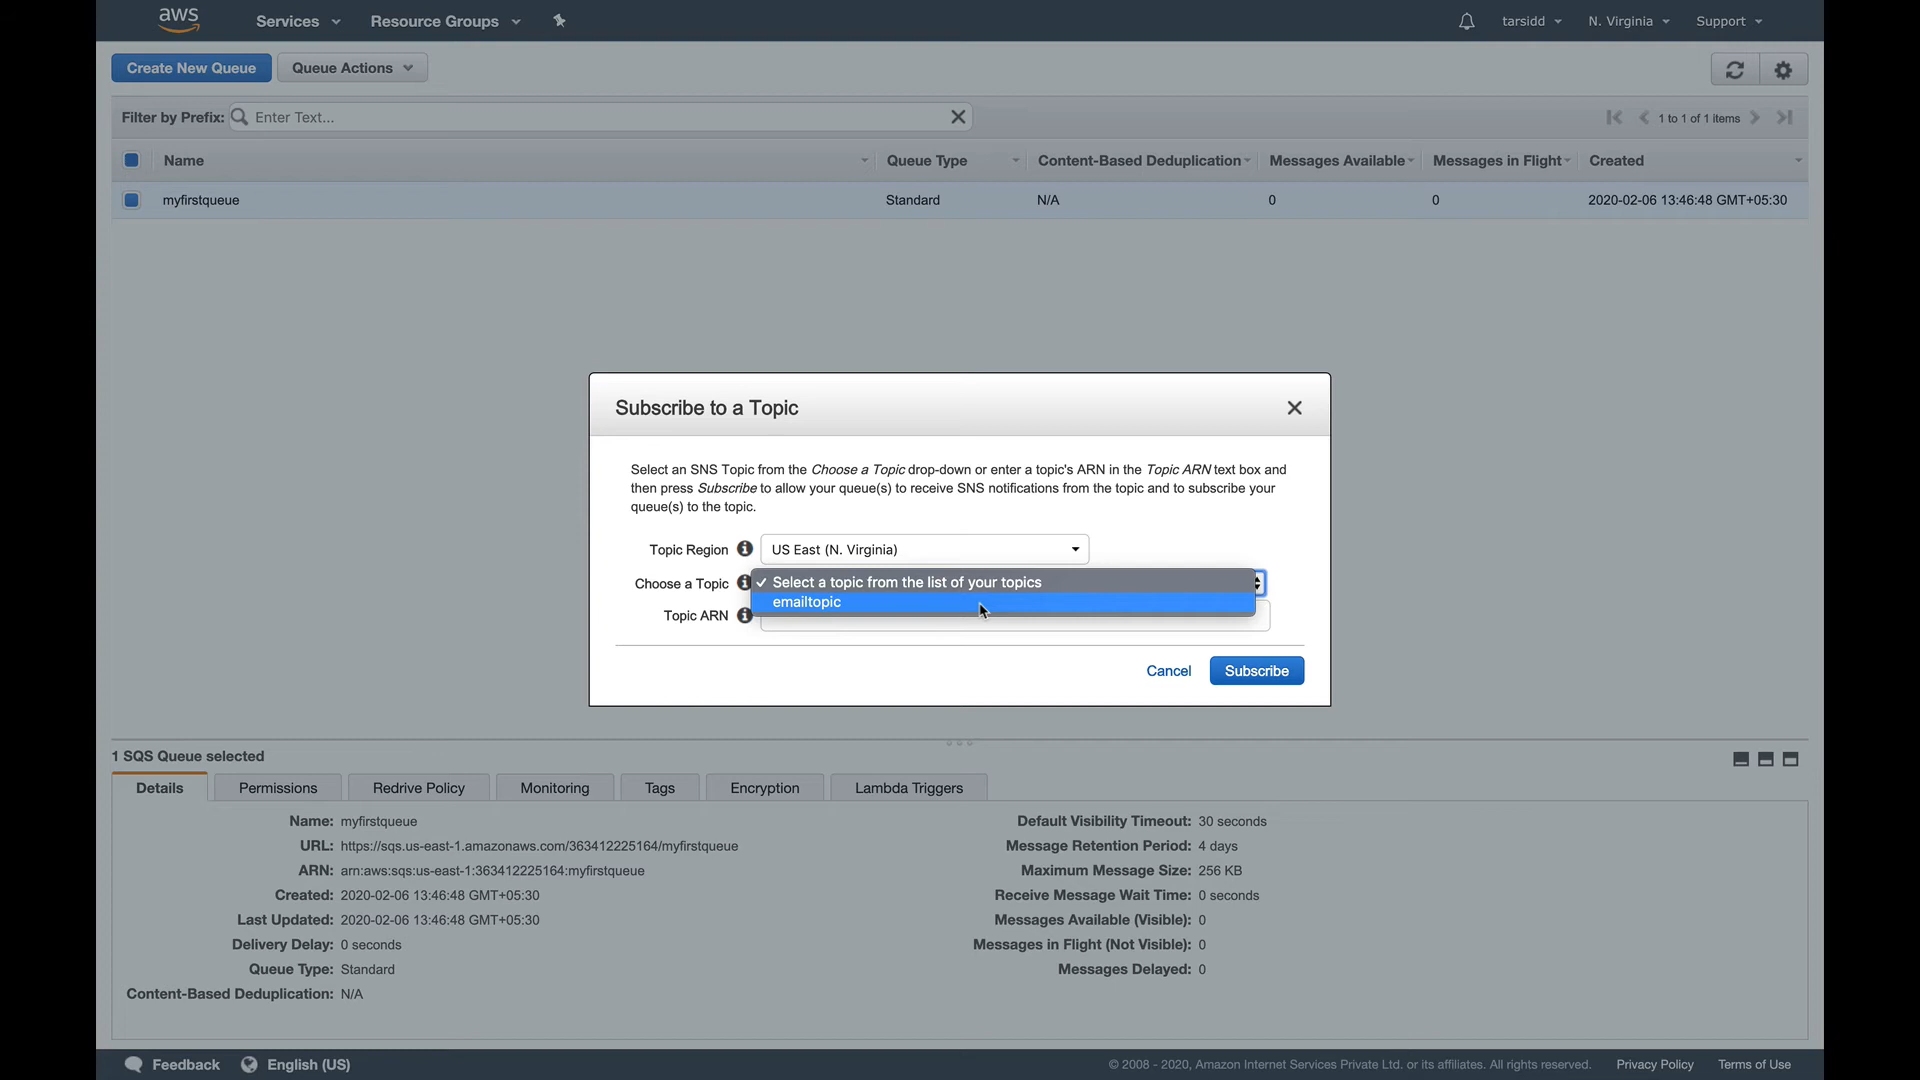 aws Services Resource Groups tarsidd N. Virginia Support
Create New Queue Queue Actions
Filter by Prefix: Enter Text... 1 to 1 of 1 items
Name Queue Type Content-Based Deduplication Messages Available Messages in Flight Created
myfirstqueue Standard N/A 0 0 2020-02-06 13:46:48 GMT+05:30
Subscribe to a Topic
Select an SNS Topic from the Choose a Topic drop-down or enter a topic's ARN in the Topic ARN text box and
then press Subscribe to allow your queue(s) to receive SNS notifications from the topic and to subscribe your
queue(s) to the topic.
Topic Region US East (N. Virginia)
Choose a Topic Select a topic from the list of your topics
emailtopic
Topic ARN
Cancel Subscribe
1 SQS Queue selected
Details Permissions Redrive Policy Monitoring Tags Encryption Lambda Triggers
Name: myfirstqueue Default Visibility Timeout: 30 seconds
URL: https://sqs.us-east-1.amazonaws.com/363412225164/myfirstqueue Message Retention Period: 4 days
ARN: arn:aws:sqs:us-east-1:363412225164:myfirstqueue Maximum Message Size: 256 KB
Created: 2020-02-06 13:46:48 GMT+05:30 Receive Message Wait Time: 0 seconds
Last Updated: 2020-02-06 13:46:48 GMT+05:30 Messages Available (Visible): 0
Delivery Delay: 0 seconds Messages in Flight (Not Visible): 0
Queue Type: Standard Messages Delayed: 0
Content-Based Deduplication: N/A
Feedback English (US) © 2008 - 2020, Amazon Internet Services Private Ltd. or its affiliates. All rights reserved. Privacy Policy Terms of Use